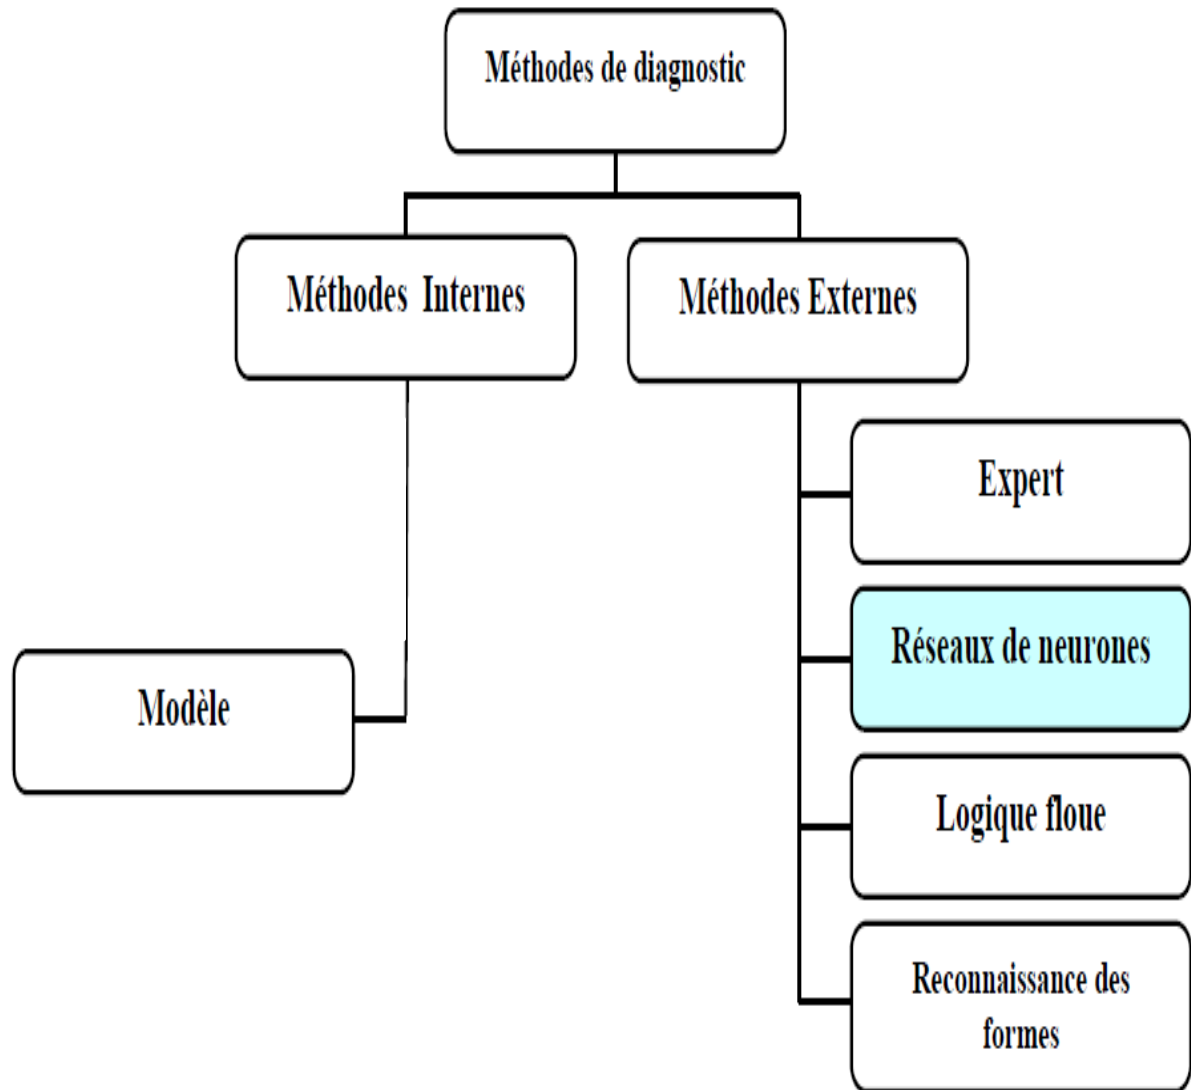 Méthodes de diagnostic
Méthodes Internes
Méthodes Externes
Expert
Réseaux de neurones
Modèle
Logique floue
Reconnaissance des
formes